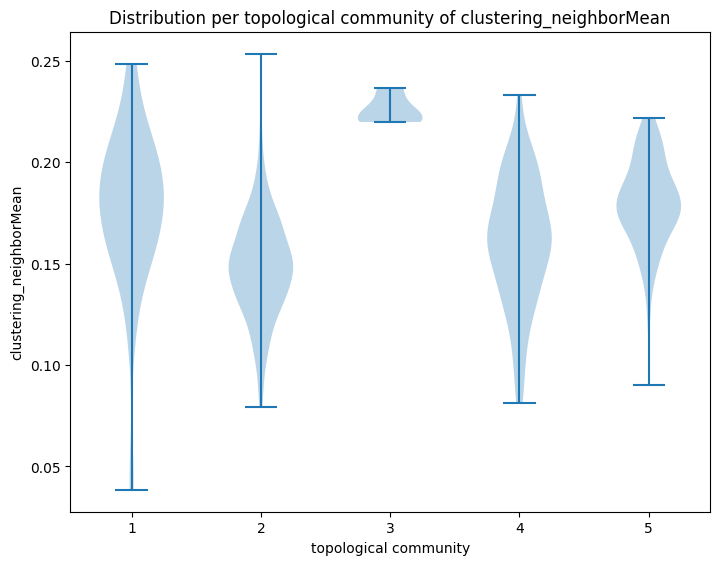 Distribution per topological community of clustering_neighborMean
0.25
0.20
0.15
0.10
0.05
clustering_neighborMean
1 2 3 4 5
topological community